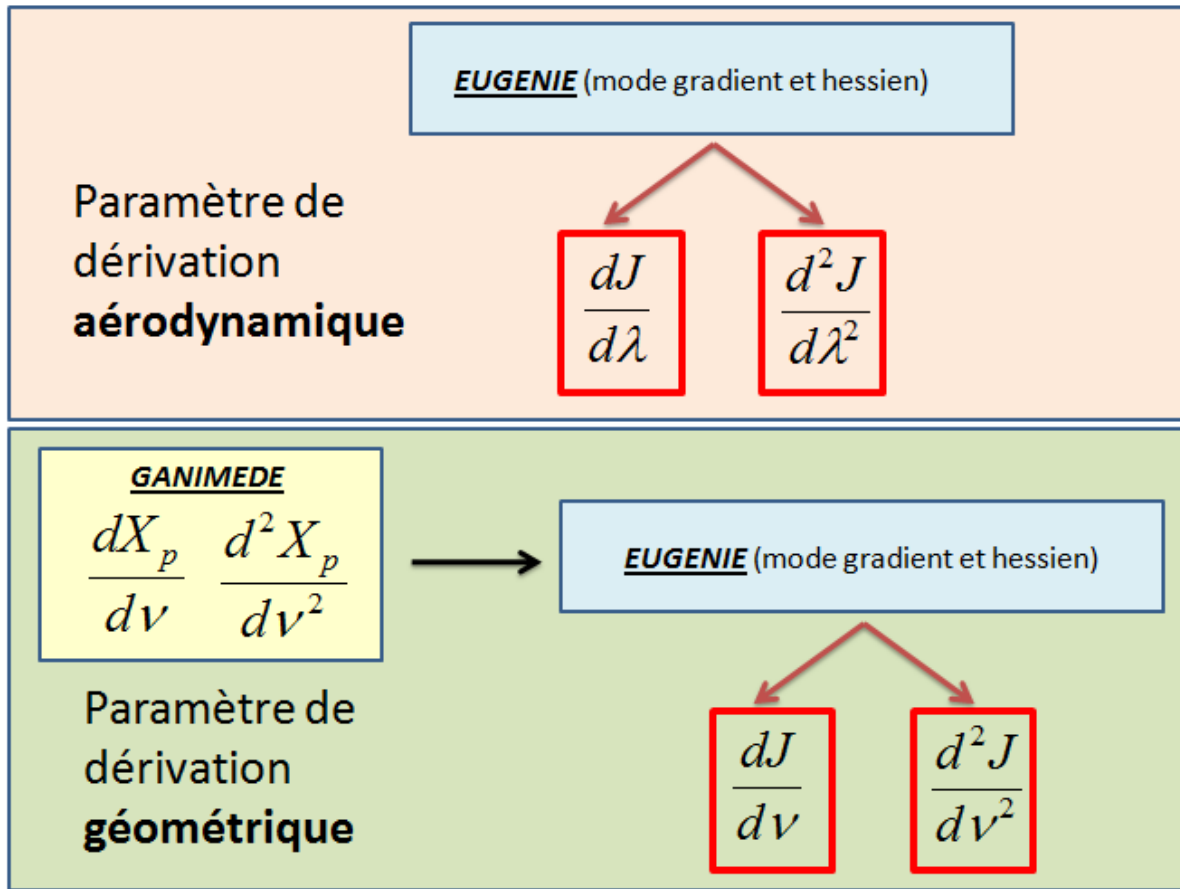 EUGENIE (mode gradient et hessien)
Paramètre de
dérivation
aérodynamique
dJ/dλ d²J/dλ²
GANIMEDE
dX_p/dν d²X_p/dν²
EUGENIE (mode gradient et hessien)
Paramètre de
dérivation
géométrique
dJ/dν d²J/dν²